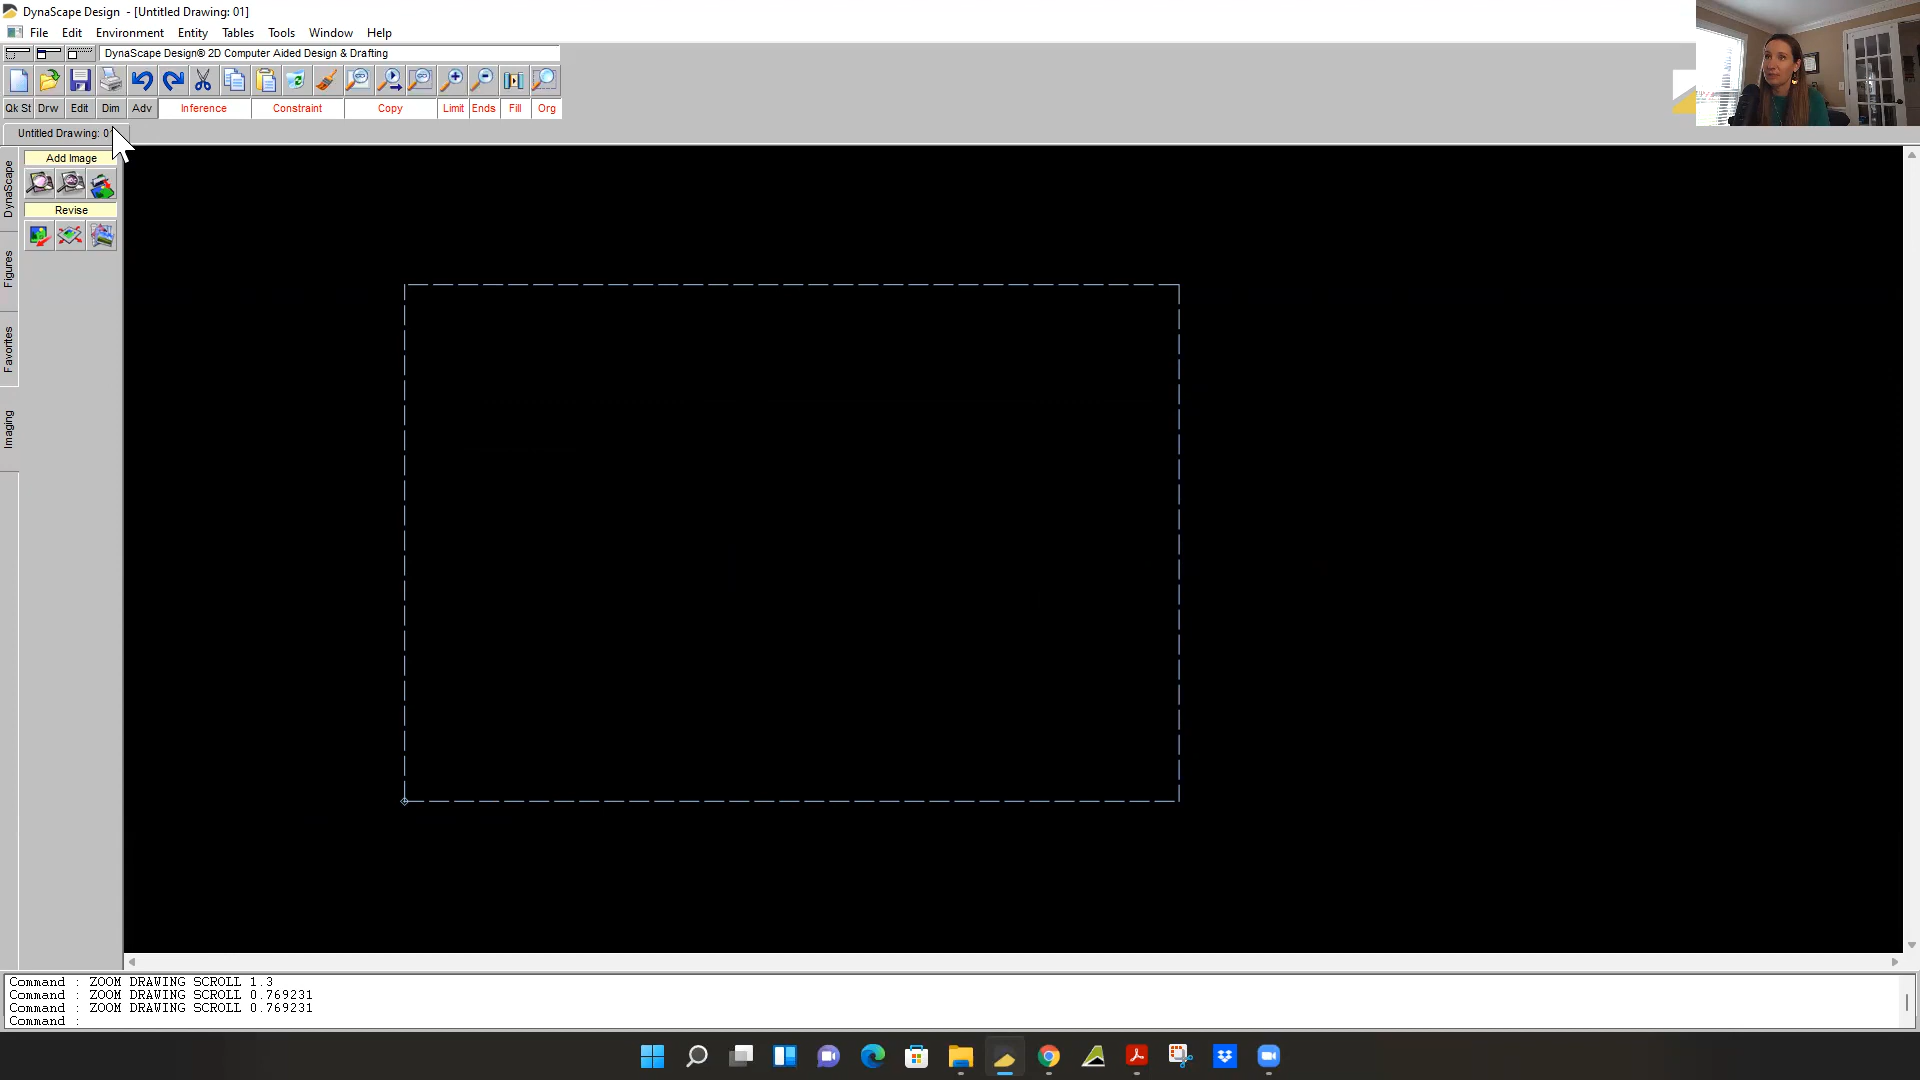 DynaScape Design - [Untitled Drawing: 01]
File Edit Environment Entity Tables Tools Window Help
DynaScape Design® 2D Computer Aided Design & Drafting
Qk St Drw Edit Dim Adv Inference Constraint Copy Limit Ends Fill Org
Untitled Drawing: 01
Add Image
Revise
DynaScape
Figures
Favorites
Imaging
Command : ZOOM DRAWING SCROLL 1.3
Command : ZOOM DRAWING SCROLL 0.769231
Command : ZOOM DRAWING SCROLL 0.769231
Command :